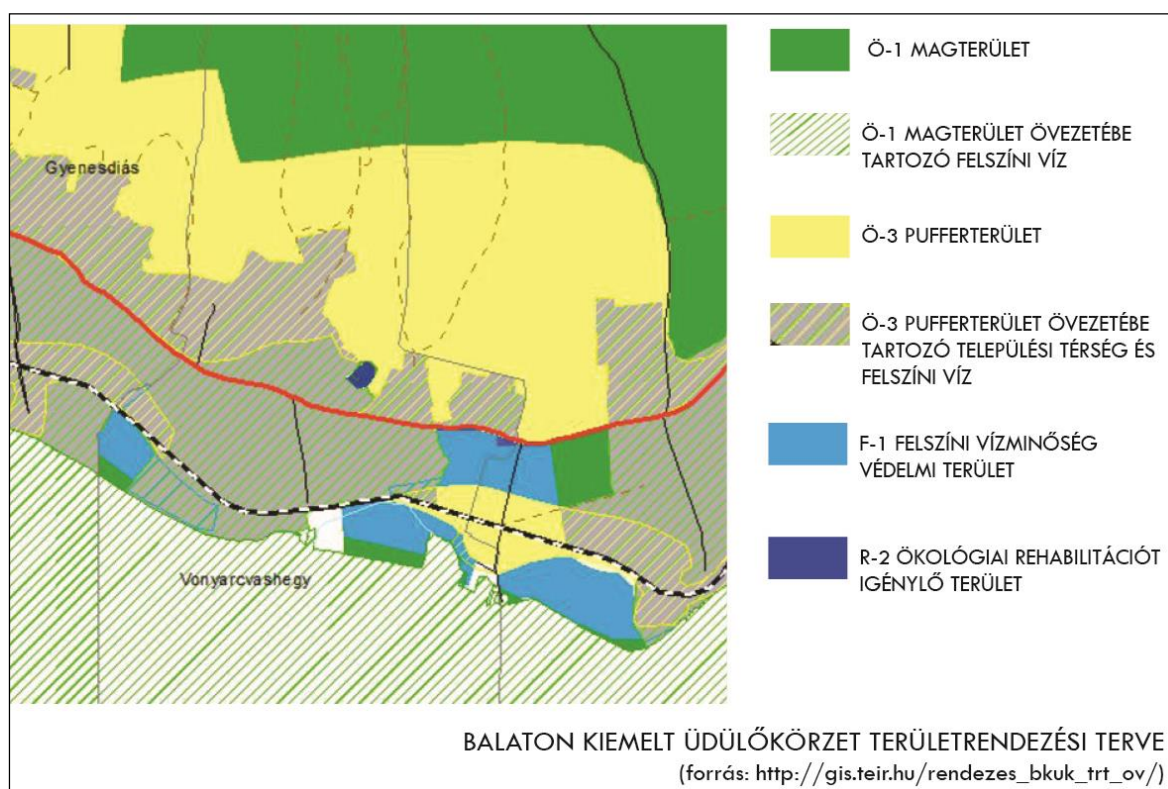 Gyenesdiás
Vonyarcvashegy
Ö-1 MAGTERÜLET
Ö-1 MAGTERÜLET ÖVEZETÉBE
TARTOZÓ FELSZÍNI VÍZ
Ö-3 PUFFERTERÜLET
Ö-3 PUFFERTERÜLET ÖVEZETÉBE
TARTOZÓ TELEPÜLÉSI TÉRSÉG ÉS
FELSZÍNI VÍZ
F-1 FELSZÍNI VÍZMINŐSÉG
VÉDELMI TERÜLET
R-2 ÖKOLÓGIAI REHABILITÁCIÓT
IGÉNYLŐ TERÜLET
BALATON KIEMELT ÜDÜLŐKÖRZET TERÜLETRENDEZÉSI TERVE
(forrás: http://gis.teir.hu/rendezes_bkuk_trt_ov/)